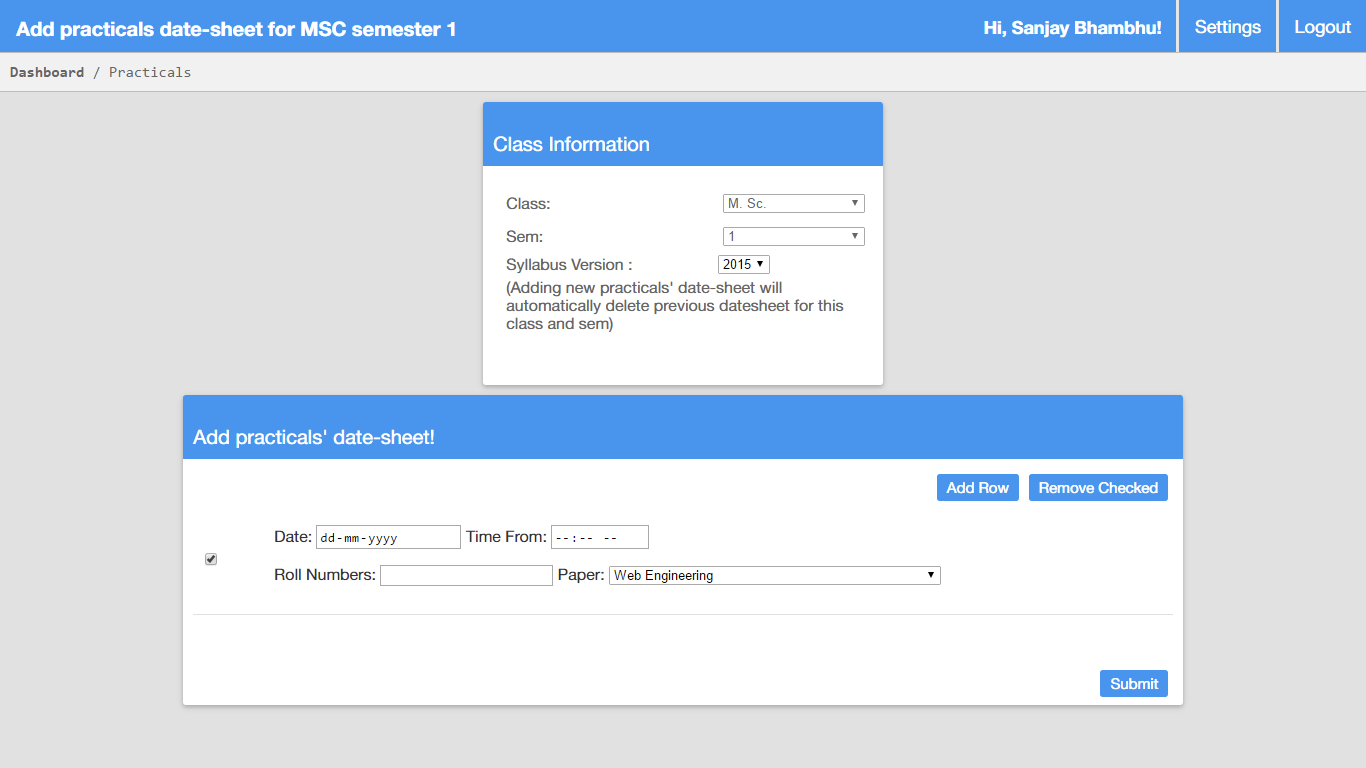 Add practicals date-sheet for MSC semester 1
Hi, Sanjay Bhambhu!
Settings
Logout
Dashboard / Practicals
Class Information
Class: M. Sc.
Sem: 1
Syllabus Version : 2015
(Adding new practicals' date-sheet will
automatically delete previous datesheet for this
class and sem)
Add practicals' date-sheet!
Add Row
Remove Checked
Date: dd-mm-yyyy Time From: --:-- --
Roll Numbers: Paper: Web Engineering
Submit